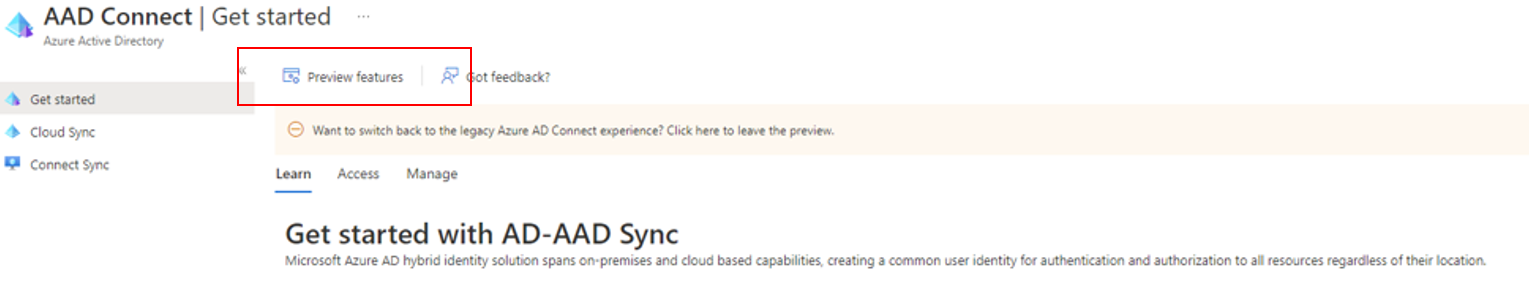 AAD Connect | Get started ...
Azure Active Directory
«
Preview features
Got feedback?
Get started
Cloud Sync
Connect Sync
Want to switch back to the legacy Azure AD Connect experience? Click here to leave the preview.
Learn Access Manage
Get started with AD-AAD Sync
Microsoft Azure AD hybrid identity solution spans on-premises and cloud based capabilities, creating a common user identity for authentication and authorization to all resources regardless of their location.